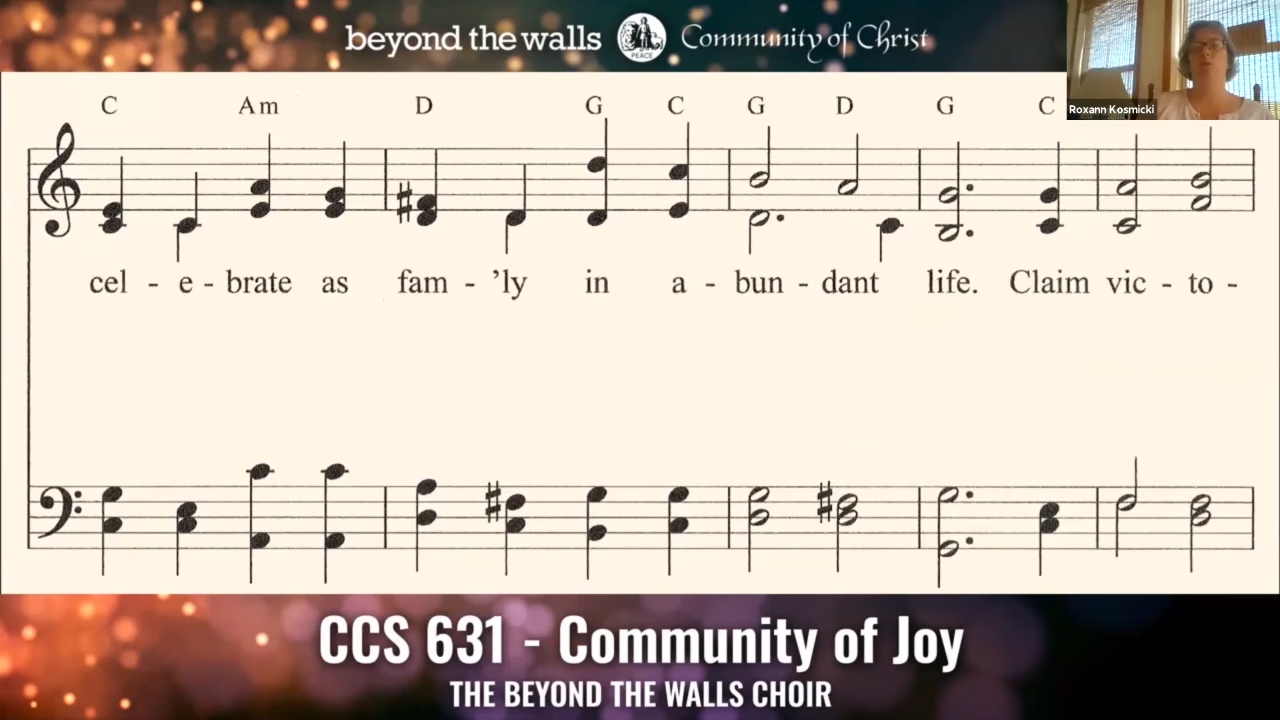 beyond the walls PEACE Community of Christ
Roxann Kosmicki
C Am D G C G D G C
cel - e - brate as fam - 'ly in a - bun - dant life. Claim vic - to -
CCS 631 - Community of Joy
THE BEYOND THE WALLS CHOIR